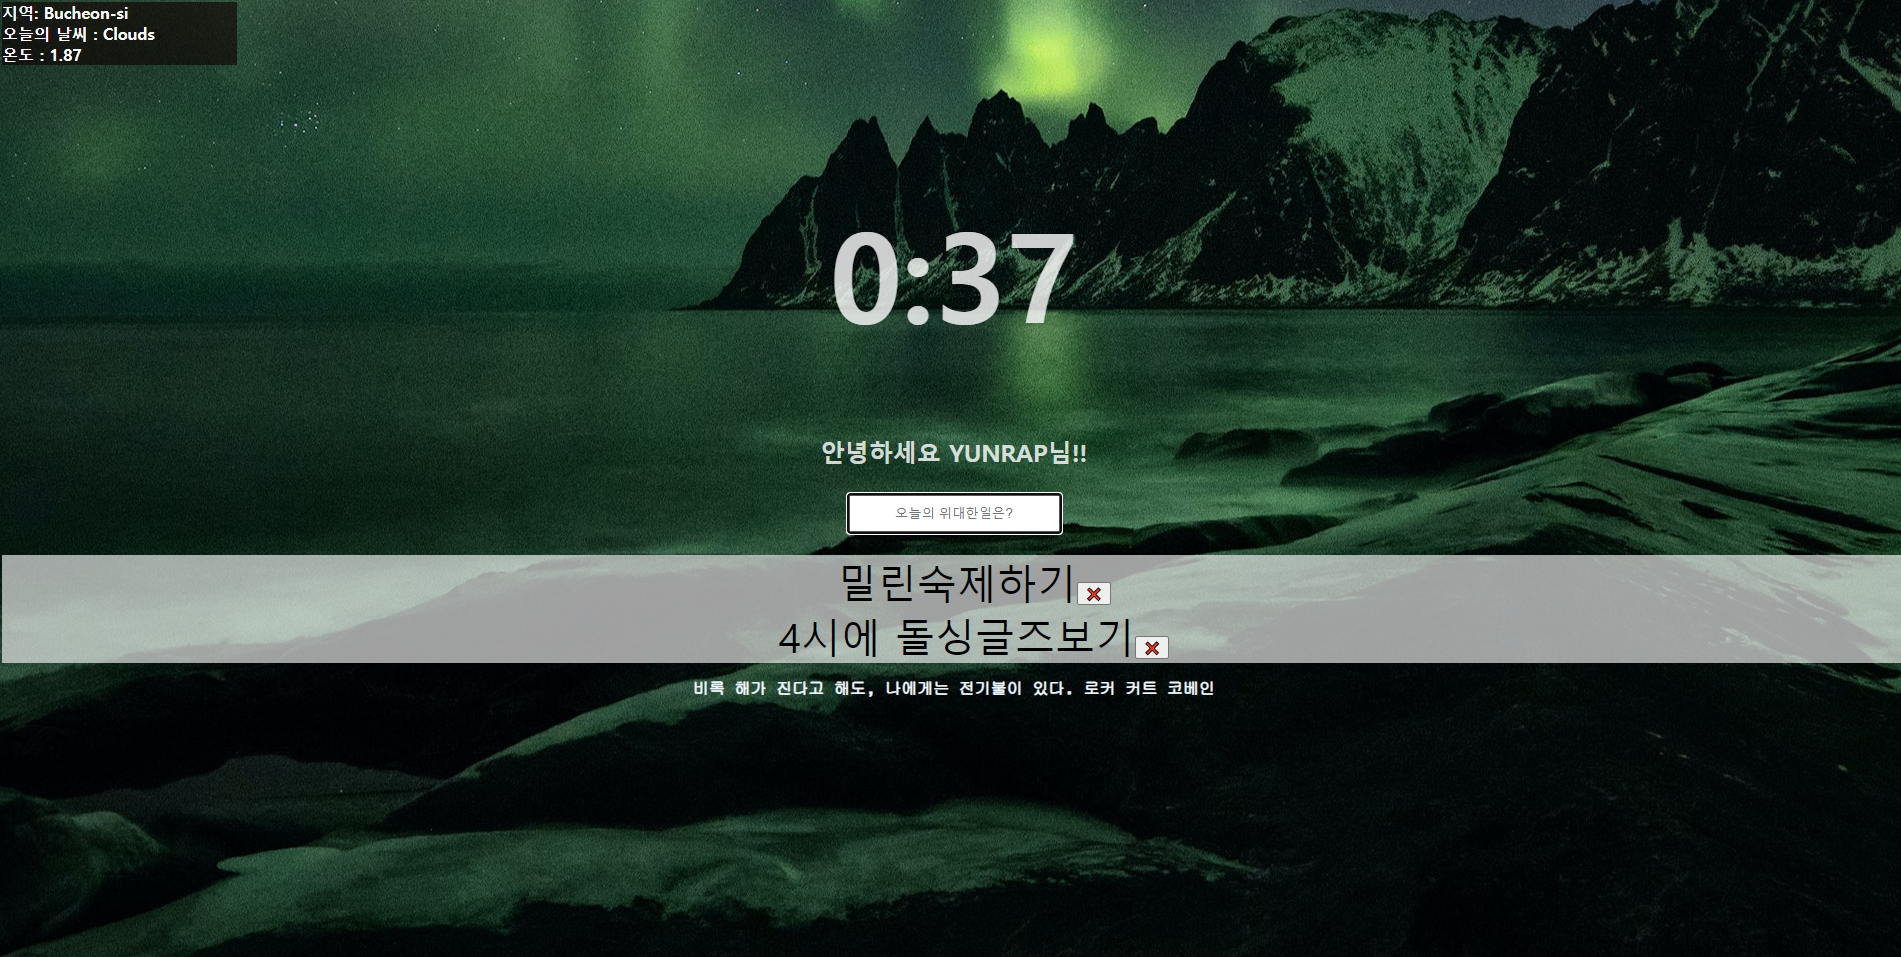 지역: Bucheon-si
오늘의 날씨 : Clouds
온도 : 1.87
0:37
안녕하세요 YUNRAP님!!
오늘의 위대한일은?
밀린숙제하기
4시에 돌싱글즈보기
비록 해가 진다고 해도, 나에게는 전기불이 있다. 로커 커트 코베인